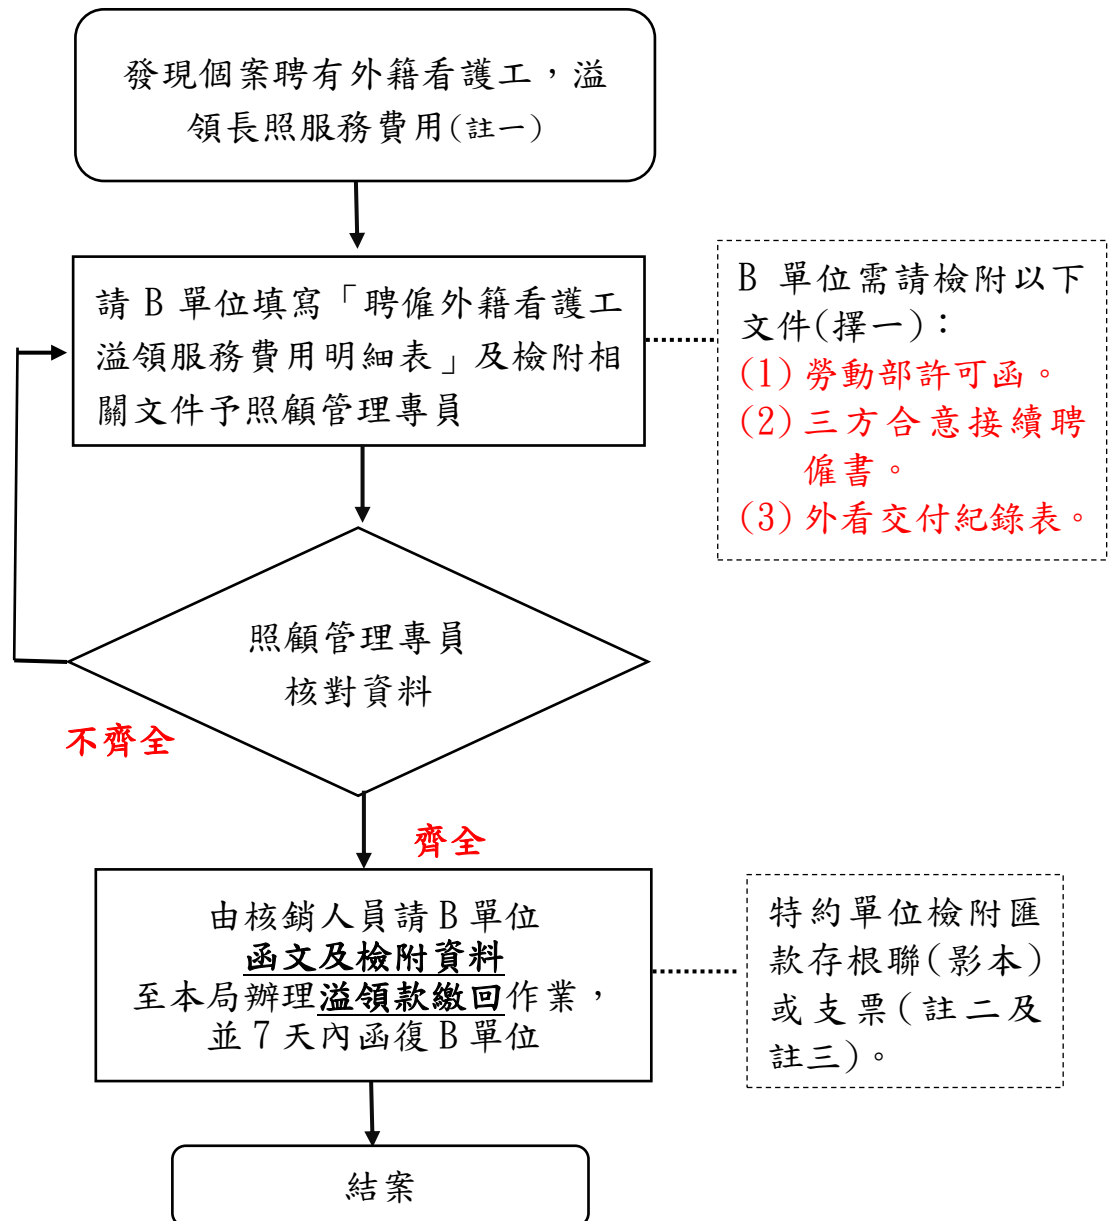 發現個案聘有外籍看護工，溢
領長照服務費用(註一)
請 B 單位填寫「聘僱外籍看護工
溢領服務費用明細表」及檢附相
關文件予照顧管理專員
B 單位需請檢附以下
文件(擇一)：
(1) 勞動部許可函。
(2) 三方合意接續聘
僱書。
(3) 外看交付紀錄表。
照顧管理專員
核對資料
不齊全
齊全
由核銷人員請 B 單位
函文及檢附資料
至本局辦理溢領款繳回作業，
並 7 天內函復 B 單位
特約單位檢附匯
款存根聯(影本)
或支票(註二及
註三)。
結案